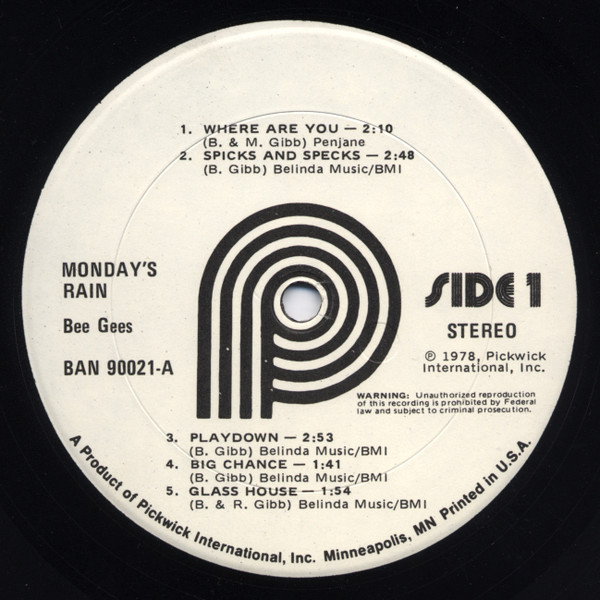 1. WHERE ARE YOU — 2:10
(B. & M. Gibb) Penjane
2. SPICKS AND SPECKS — 2:48
(B. Gibb) Belinda Music/BMI
MONDAY'S
RAIN
Bee Gees
BAN 90021-A
SIDE 1
STEREO
℗ 1978, Pickwick
International, Inc.
WARNING: Unauthorized reproduction
of this recording is prohibited by Federal
law and subject to criminal prosecution.
3. PLAYDOWN — 2:53
(B. Gibb) Belinda Music/BMI
4. BIG CHANCE — 1:41
(B. Gibb) Belinda Music/BMI
5. GLASS HOUSE — 1:54
(B. & R. Gibb) Belinda Music/BMI
A Product of Pickwick International, Inc. Minneapolis, MN Printed in U.S.A.